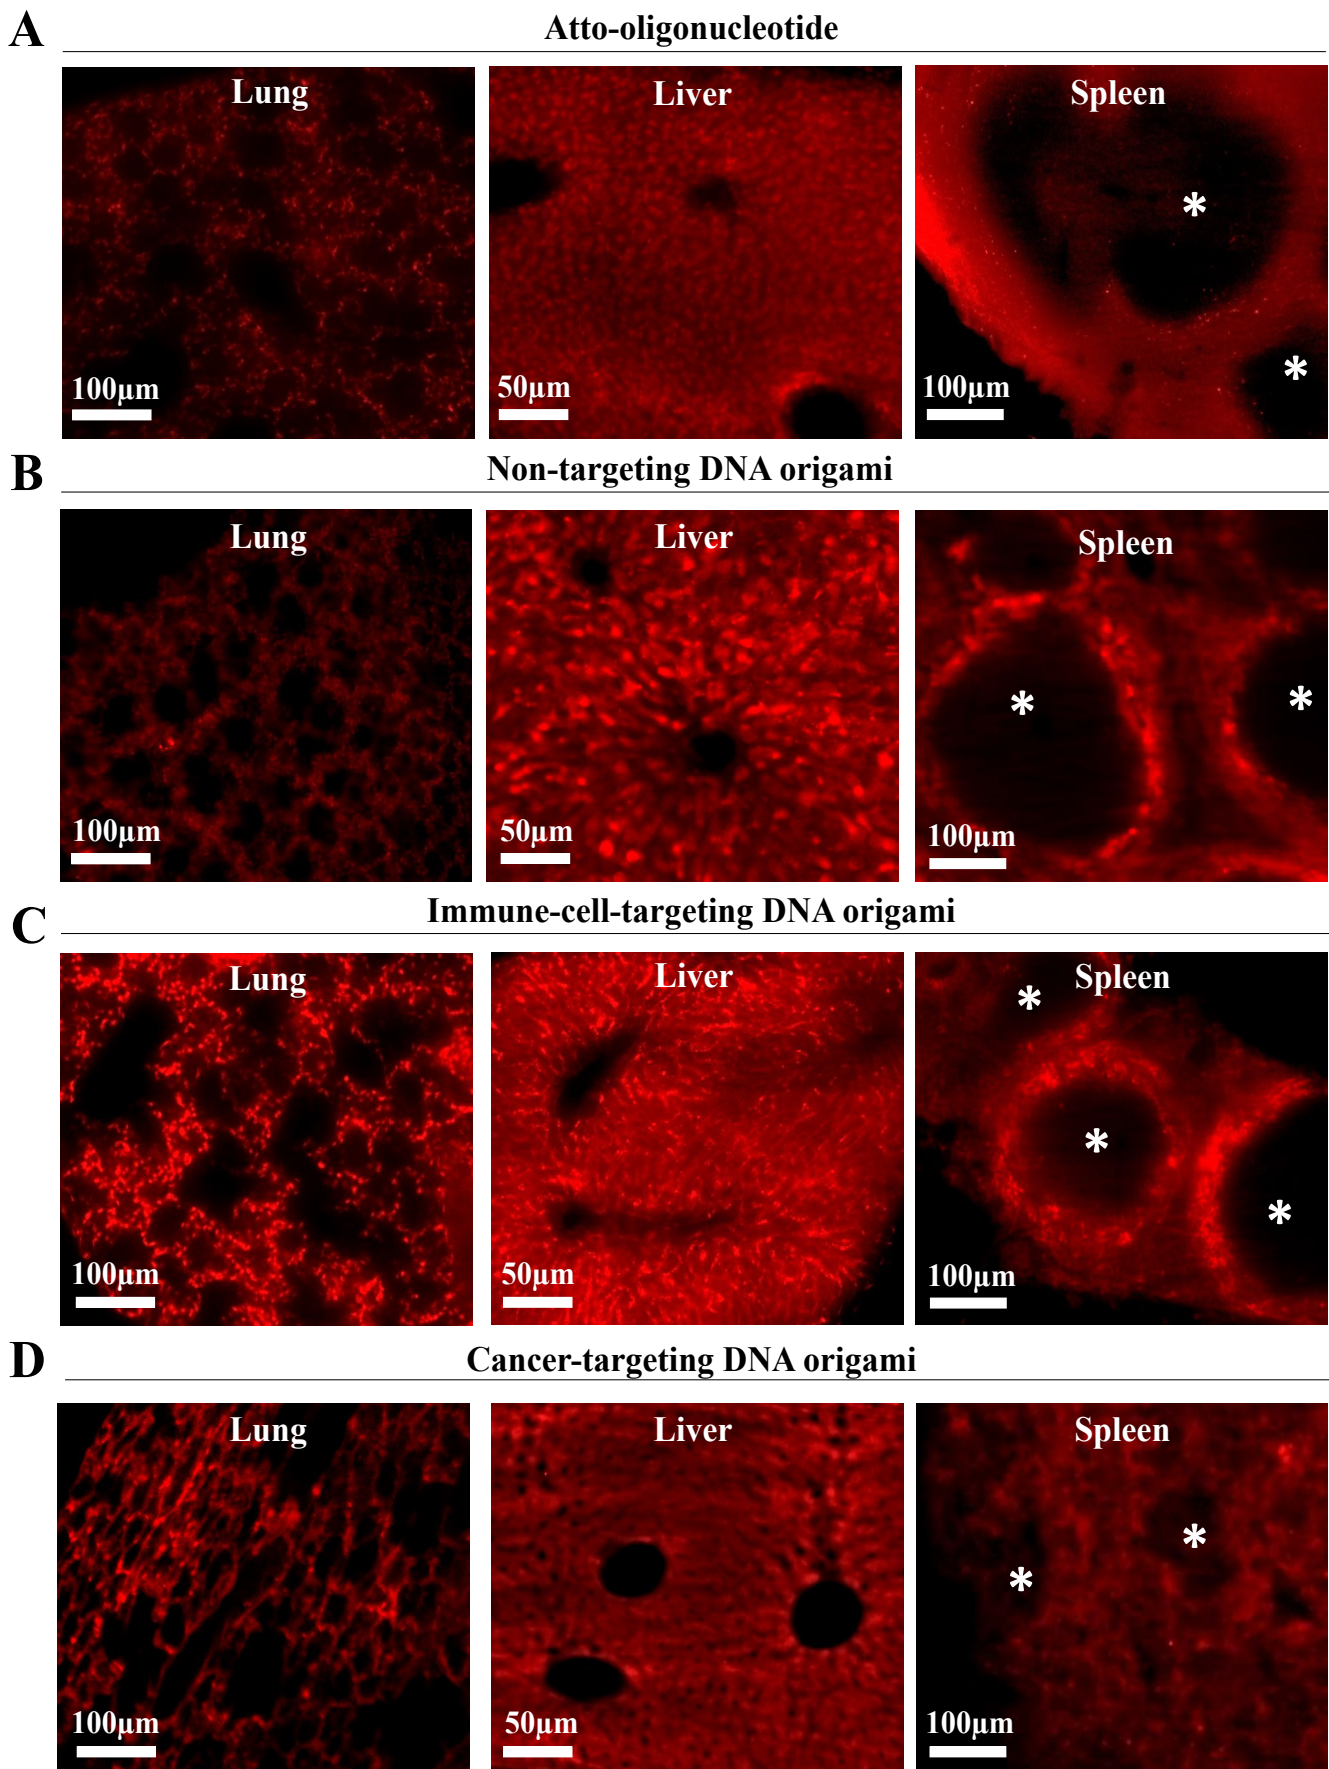 A
Atto-oligonucleotide
Lung
Liver
Spleen
*
*
100µm
50µm
100µm
B
Non-targeting DNA origami
Lung
Liver
Spleen
*
*
100µm
50µm
100µm
C
Immune-cell-targeting DNA origami
Lung
Liver
Spleen
*
*
*
100µm
50µm
100µm
D
Cancer-targeting DNA origami
Lung
Liver
Spleen
*
*
100µm
50µm
100µm